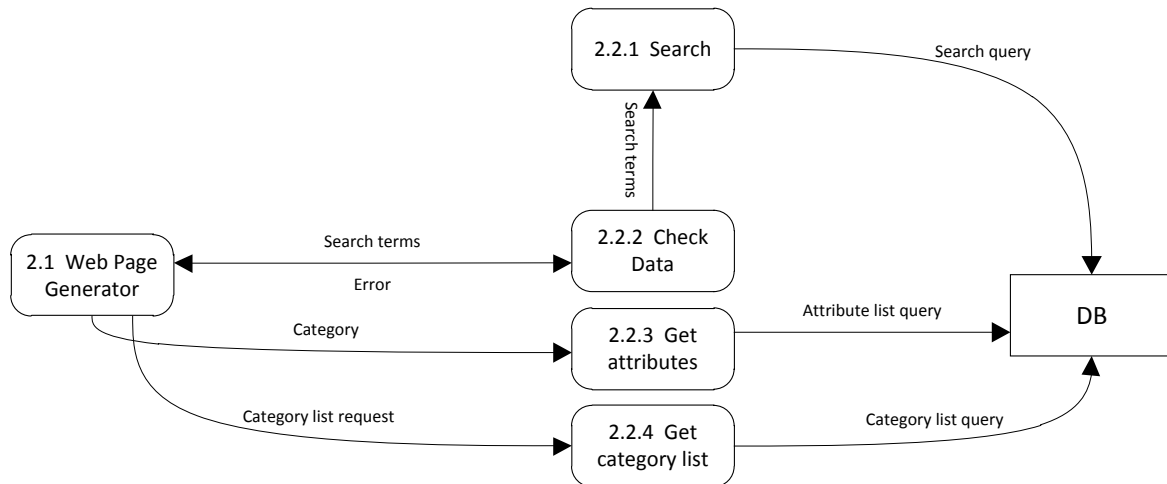 2.2.1 Search
Search query
Search terms
2.1 Web Page
Generator
Search terms
Error
2.2.2 Check
Data
Category
2.2.3 Get
attributes
Attribute list query
DB
Category list request
2.2.4 Get
category list
Category list query